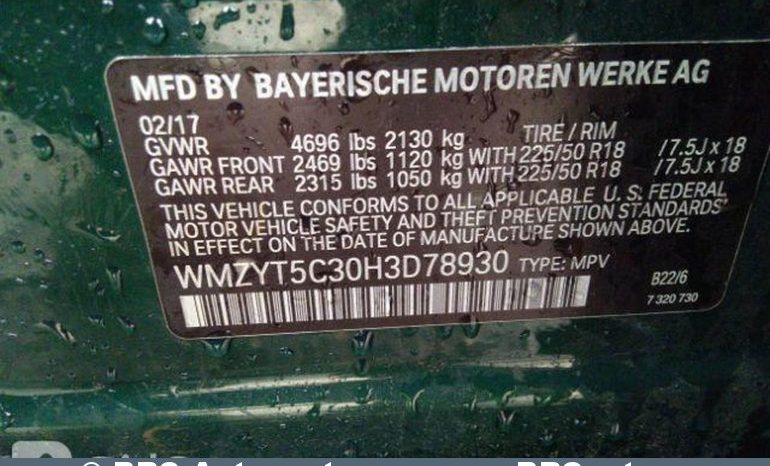 MFD BY BAYERISCHE MOTOREN WERKE AG
02/17 TIRE / RIM
GVWR 4696 lbs 2130 kg
GAWR FRONT 2469 lbs 1120 kg WITH 225/50 R18 /7.5J x 18
GAWR REAR 2315 lbs 1050 kg WITH 225/50 R18 /7.5J x 18
THIS VEHICLE CONFORMS TO ALL APPLICABLE U. S. FEDERAL
MOTOR VEHICLE SAFETY AND THEFT PREVENTION STANDARDS
IN EFFECT ON THE DATE OF MANUFACTURE SHOWN ABOVE.
WMZYT5C30H3D78930 TYPE: MPV
B22/6
7 320 730